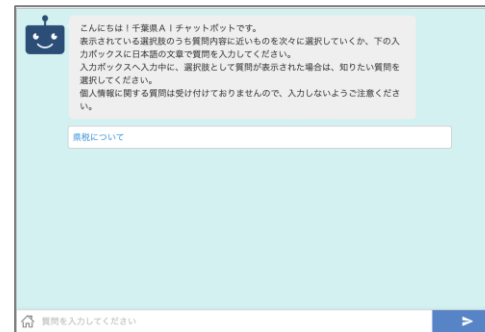 こんにちは！千葉県ＡＩチャットボットです。
表示されている選択肢のうち質問内容に近いものを次々に選択していくか、下の入
力ボックスに日本語の文章で質問を入力してください。
入力ボックスへ入力中に、選択肢として質問が表示された場合は、知りたい質問を
選択してください。
個人情報に関する質問は受け付けておりませんので、入力しないようご注意くださ
い。
県税について
質問を入力してください